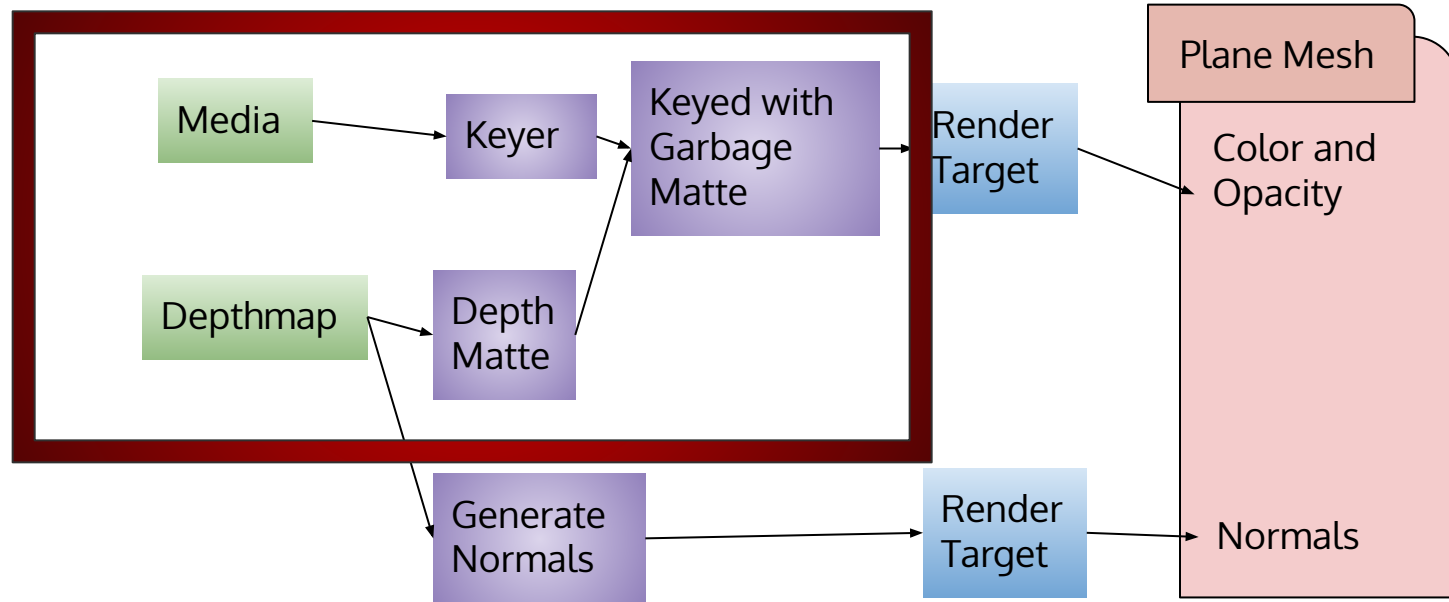 Plane Mesh
Media
Keyer
Keyed with
Garbage
Matte
Render
Target
Color and
Opacity
Depthmap
Depth
Matte
Generate
Normals
Render
Target
Normals